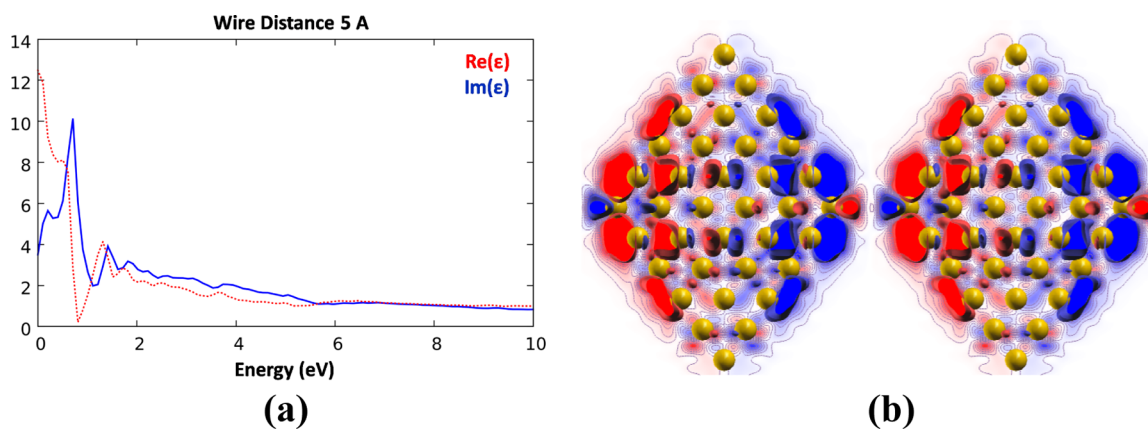 Wire Distance 5 A
14
12
10
8
6
4
2
0
Re(ε)
Im(ε)
0 2 4 6 8 10
Energy (eV)
(a) (b)